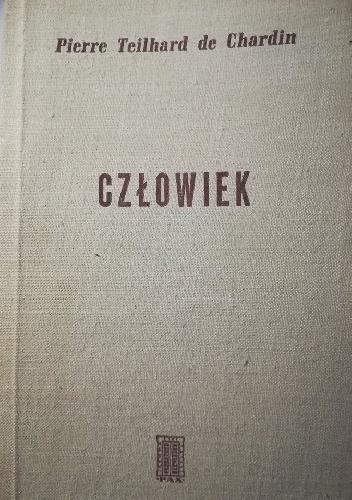 Pierre Teilhard de Chardin
CZŁOWIEK
PAX